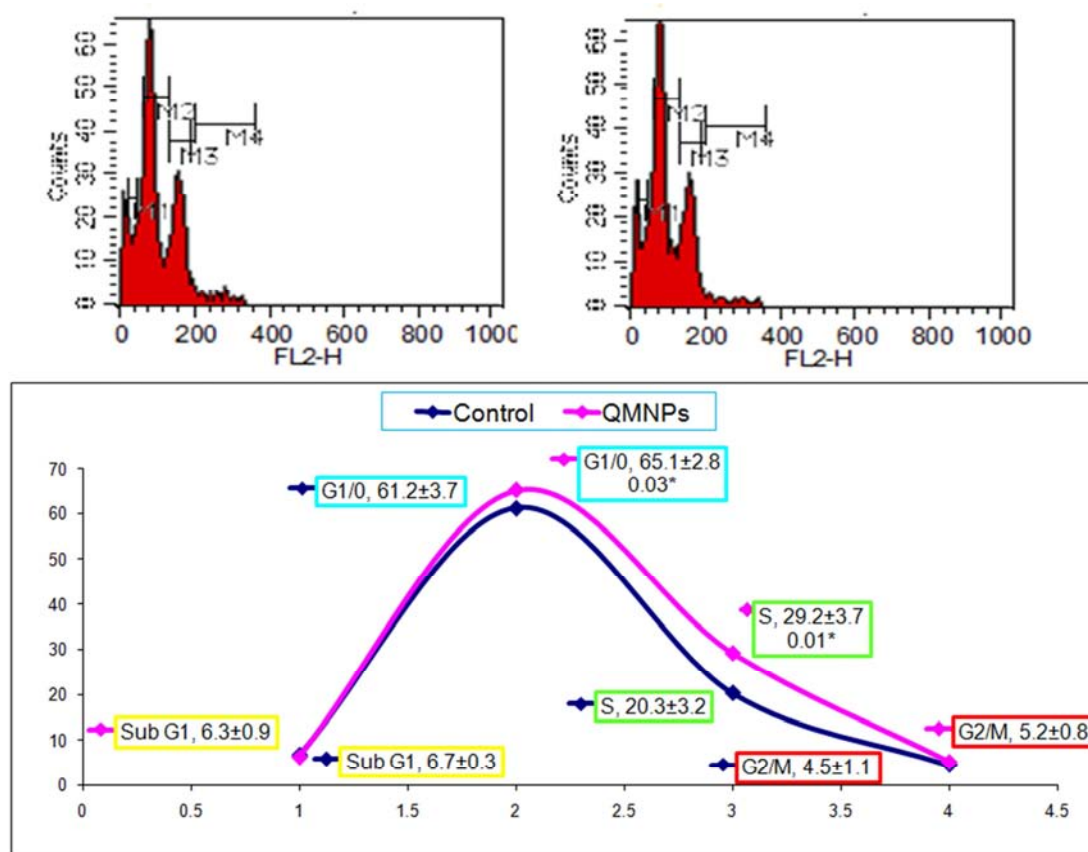 60
50
40
30
20
10
0
Counts
M1
M2
M3
M4
0 200 400 600 800 1000
FL2-H
60
50
40
30
20
10
0
Counts
M1
M2
M3
M4
0 200 400 600 800 1000
FL2-H
Control QMNPs
70
60
50
40
30
20
10
0
G1/0, 61.2±3.7
G1/0, 65.1±2.8
0.03*
S, 29.2±3.7
0.01*
S, 20.3±3.2
Sub G1, 6.3±0.9
Sub G1, 6.7±0.3
G2/M, 4.5±1.1
G2/M, 5.2±0.8
0 0.5 1 1.5 2 2.5 3 3.5 4 4.5